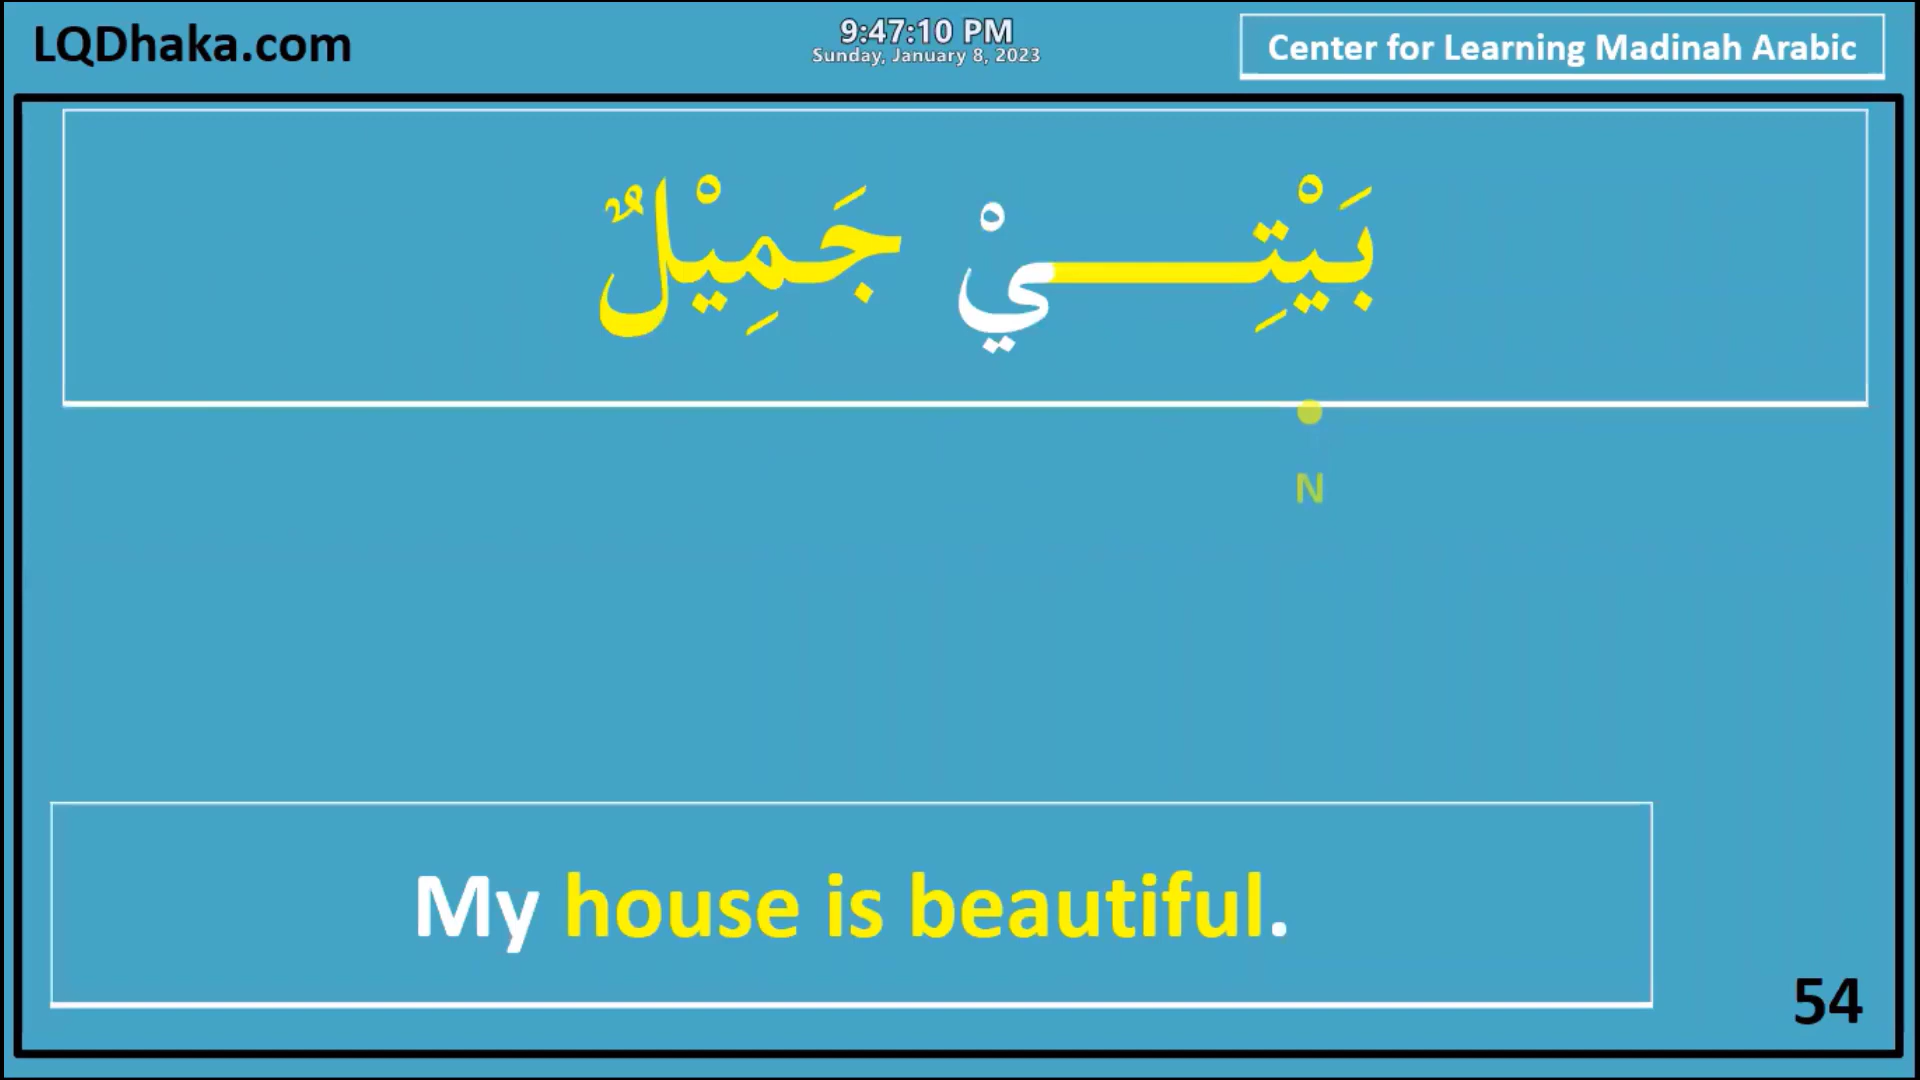 LQDhaka.com
9:47:10 PM
Sunday, January 8, 2023
Center for Learning Madinah Arabic
بَيْتِـــــــيْ جَمِيْلٌ
N
My house is beautiful.
54